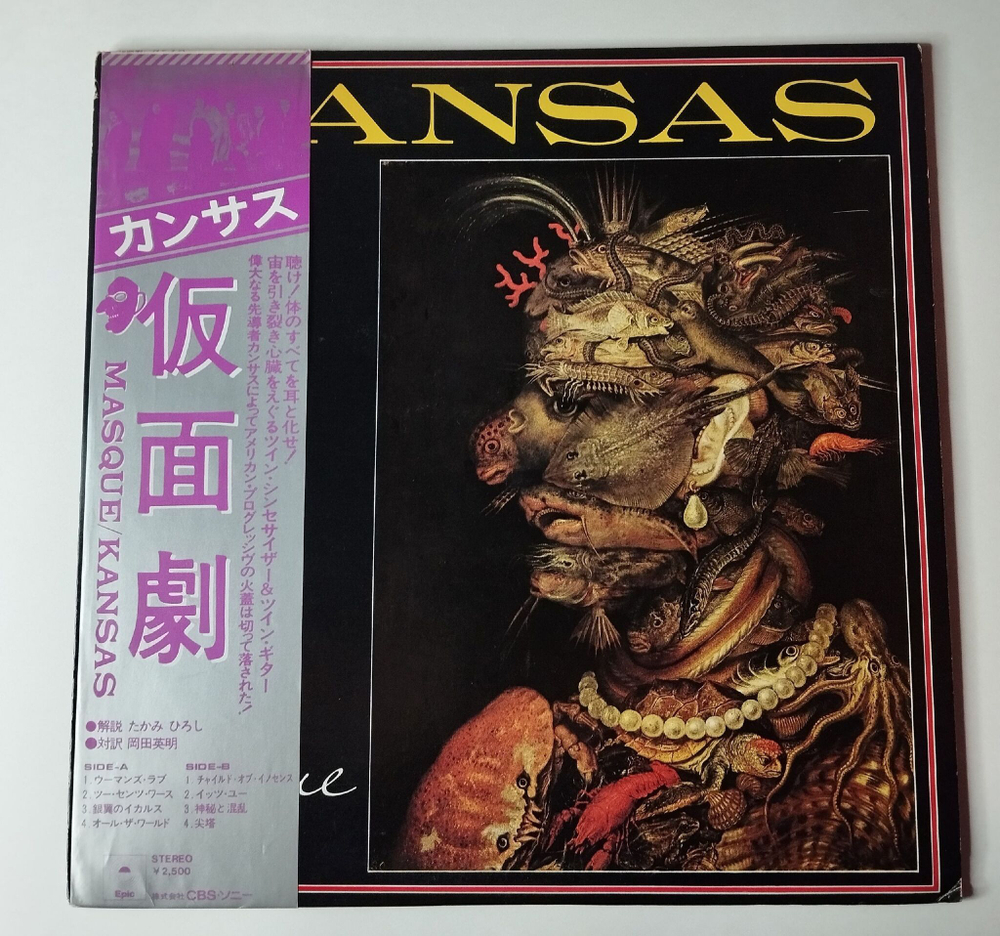 ANSAS
カンサス
仮面劇
MASQUE/KANSAS
聴け！体のすべてを耳と化せ！
宙を引き裂き心臓をえぐるツイン・シンセサイザー&ツイン・ギター
偉大なる先導者カンサスによってアメリカン・プログレッシヴの火蓋は切って落された！
●解説 たかみ ひろし
●対訳 岡田英明
SIDE-A
1. ウーマンズ・ラブ
2. ツー・センツ・ワース
3. 銀翼のイカルス
4. オール・ザ・ワールド
SIDE-B
1. チャイルド・オブ・イノセンス
2. イッツ・ユー
3. 神秘と混乱
4. 尖塔
STEREO
¥2,500
Epic
株式会社 CBS・ソニー
ue